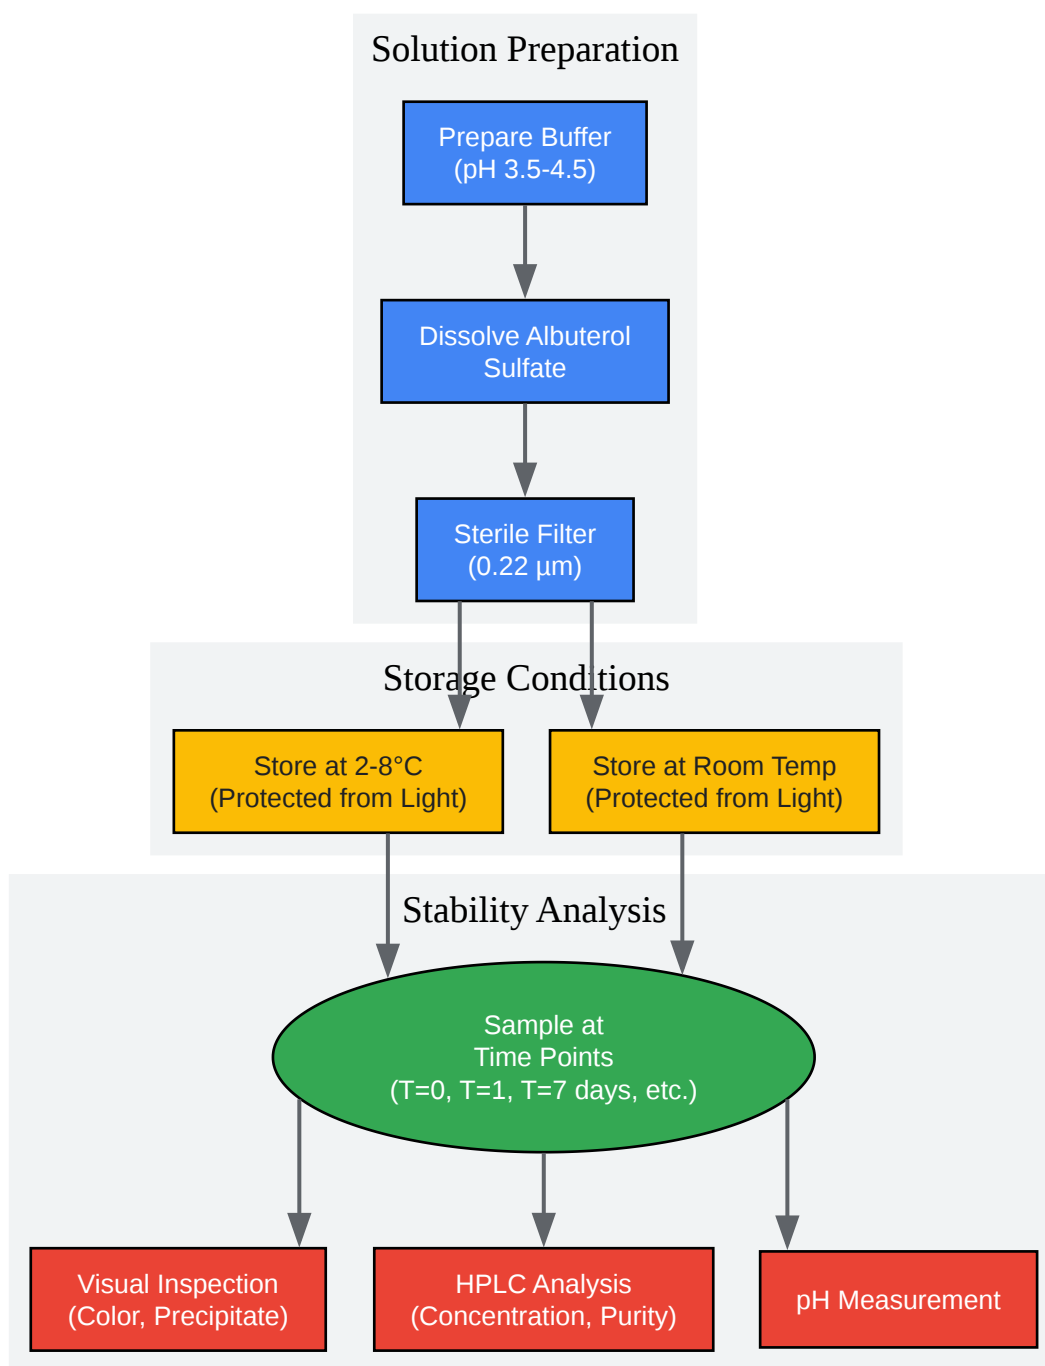 Solution Preparation
Prepare Buffer
(pH 3.5-4.5)
Dissolve Albuterol
Sulfate
Sterile Filter
(0.22 µm)
Storage Conditions
Store at 2-8°C
(Protected from Light)
Store at Room Temp
(Protected from Light)
Stability Analysis
Sample at
Time Points
(T=0, T=1, T=7 days, etc.)
Visual Inspection
(Color, Precipitate)
HPLC Analysis
(Concentration, Purity)
pH Measurement